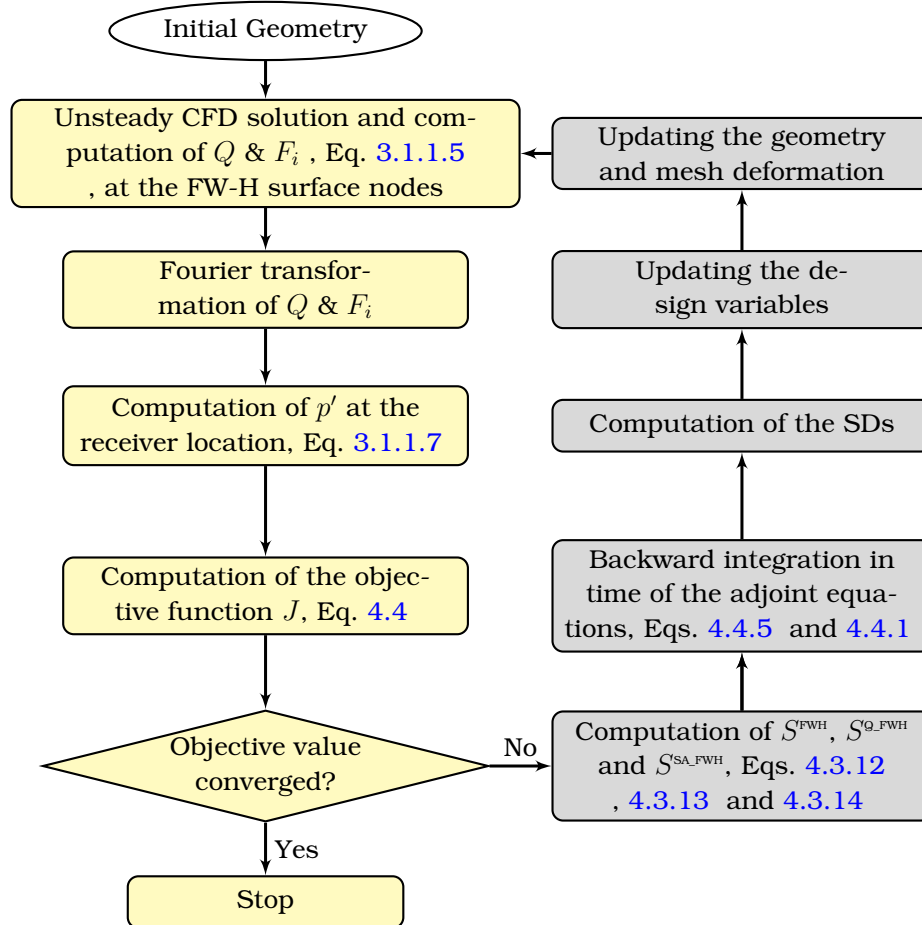 Initial Geometry
Unsteady CFD solution and com-
putation of Q & F_i , Eq. 3.1.1.5
, at the FW-H surface nodes
Fourier transfor-
mation of Q & F_i
Computation of p′ at the
receiver location, Eq. 3.1.1.7
Computation of the objec-
tive function J, Eq. 4.4
Objective value
converged?
Yes
Stop
No
Computation of S^FWH, S^Q_FWH
and S^SA_FWH, Eqs. 4.3.12
, 4.3.13 and 4.3.14
Backward integration in
time of the adjoint equa-
tions, Eqs. 4.4.5 and 4.4.1
Computation of the SDs
Updating the de-
sign variables
Updating the geometry
and mesh deformation